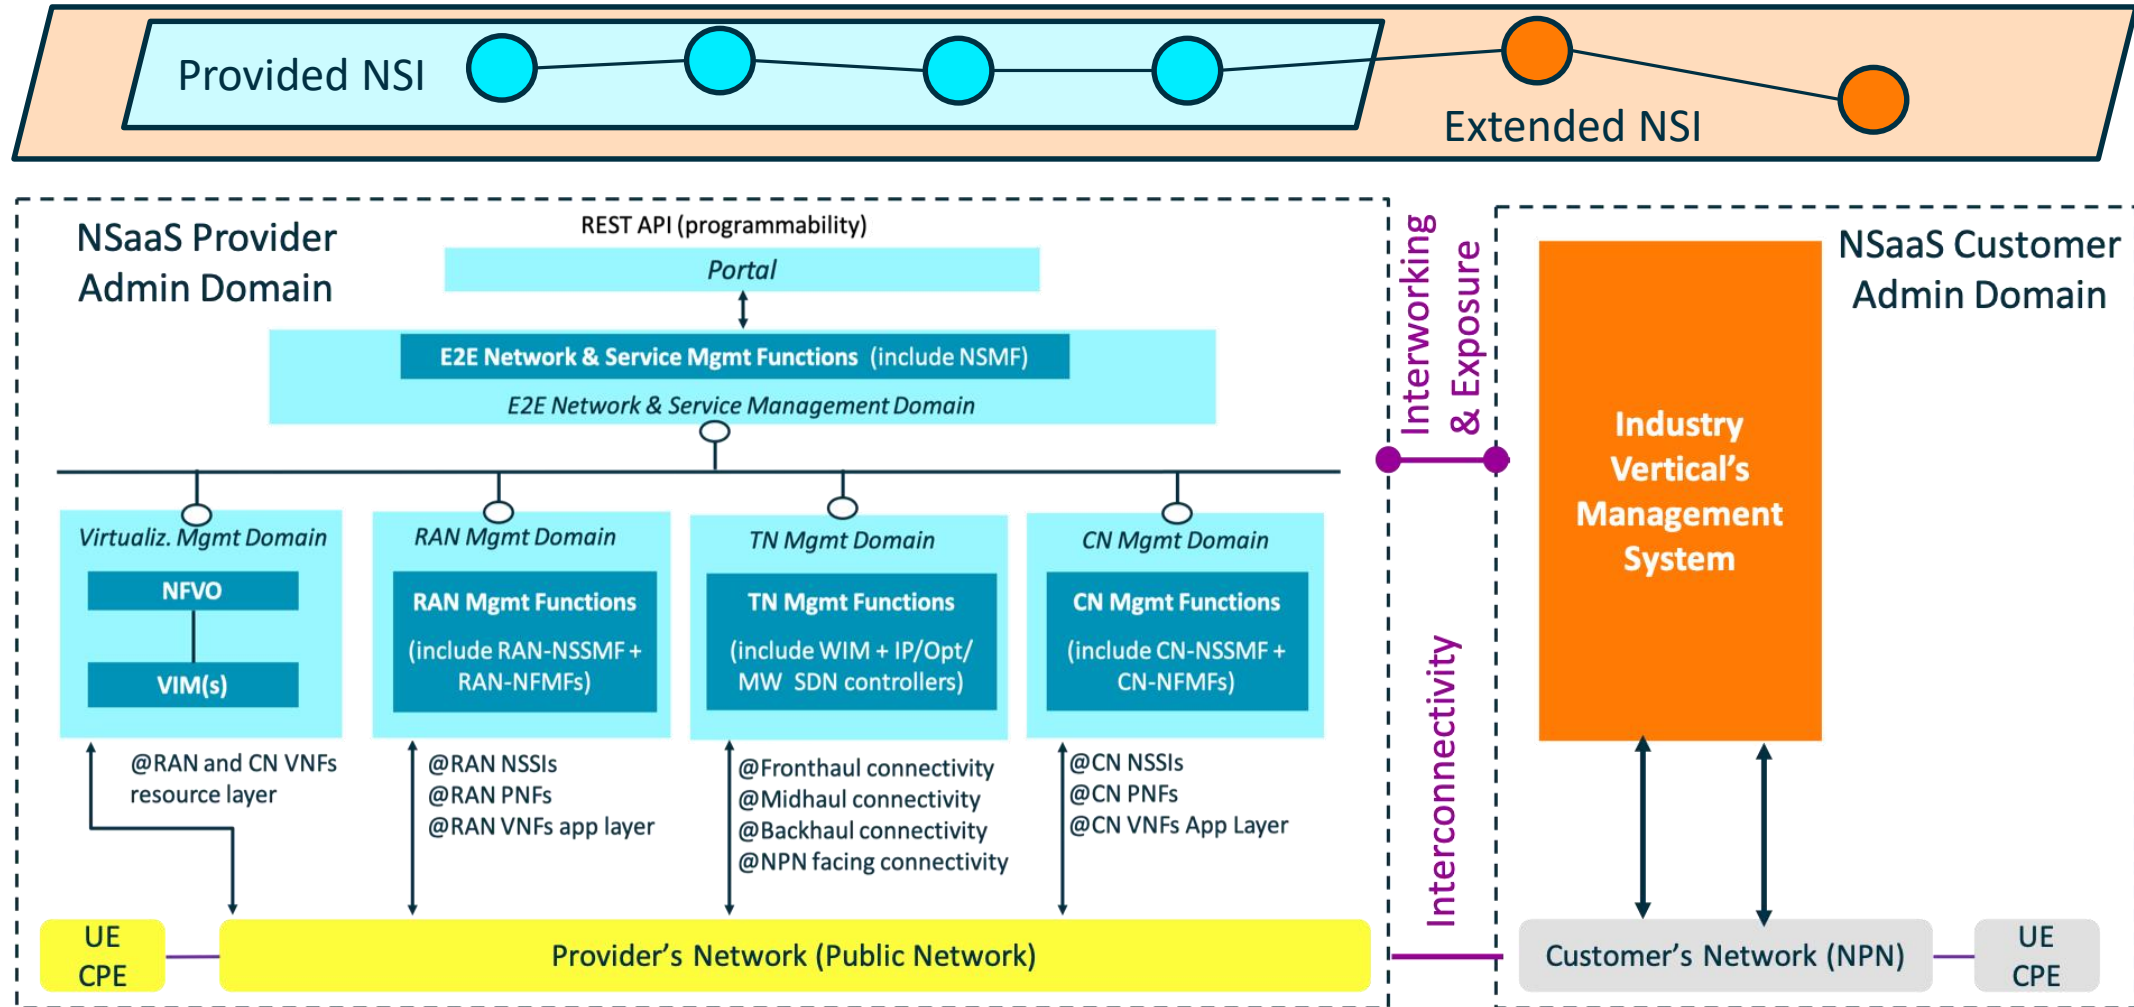 Provided NSI
Extended NSI
NSaaS Provider
Admin Domain
REST API (programmability)
Portal
E2E Network & Service Mgmt Functions (include NSMF)
E2E Network & Service Management Domain
Virtualiz. Mgmt Domain
NFVO
VIM(s)
RAN Mgmt Domain
RAN Mgmt Functions
(include RAN-NSSMF +
RAN-NFMFs)
TN Mgmt Domain
TN Mgmt Functions
(include WIM + IP/Opt/
MW SDN controllers)
CN Mgmt Domain
CN Mgmt Functions
(include CN-NSSMF +
CN-NFMFs)
@RAN and CN VNFs
resource layer
@RAN NSSIs
@RAN PNFs
@RAN VNFs app layer
@Fronthaul connectivity
@Midhaul connectivity
@Backhaul connectivity
@NPN facing connectivity
@CN NSSIs
@CN PNFs
@CN VNFs App Layer
UE
CPE
Provider's Network (Public Network)
Interworking
& Exposure
Interconnectivity
NSaaS Customer
Admin Domain
Industry
Vertical's
Management
System
Customer's Network (NPN)
UE
CPE